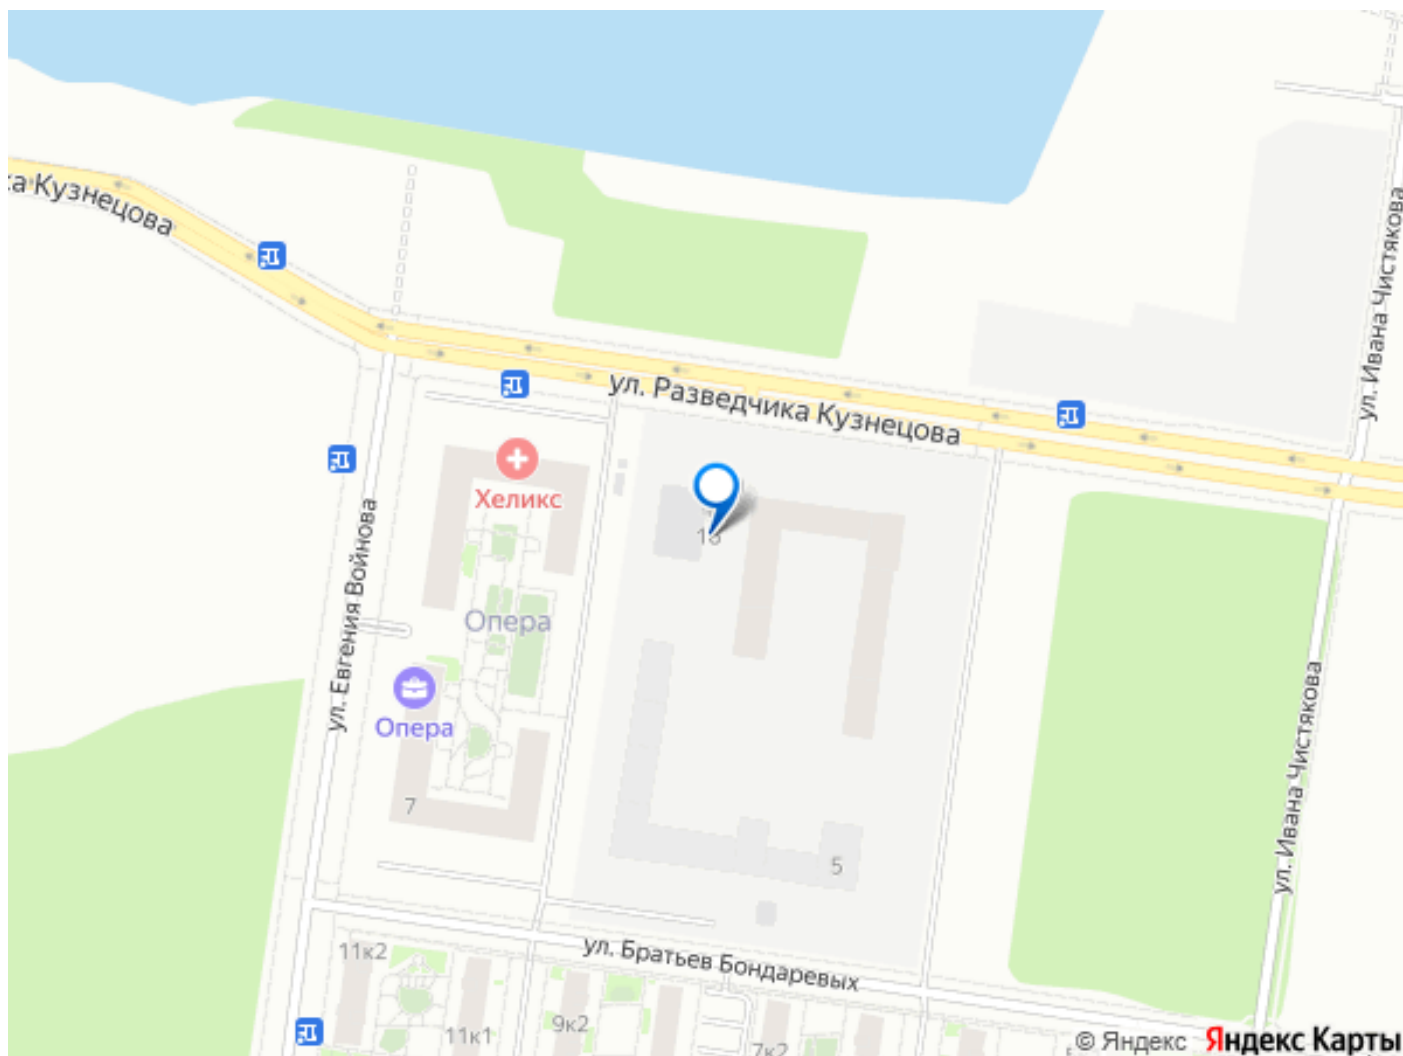 ка Кузнецова
ул. Ивана Чистякова
ул. Разведчика Кузнецова
Хеликс
ул. Евгения Войнова
Опера
Опера
7
5
ул. Ивана Чистякова
ул. Братьев Бондаревых
11к2
11к1
9к2
7к2
© Яндекс Яндекс Карты